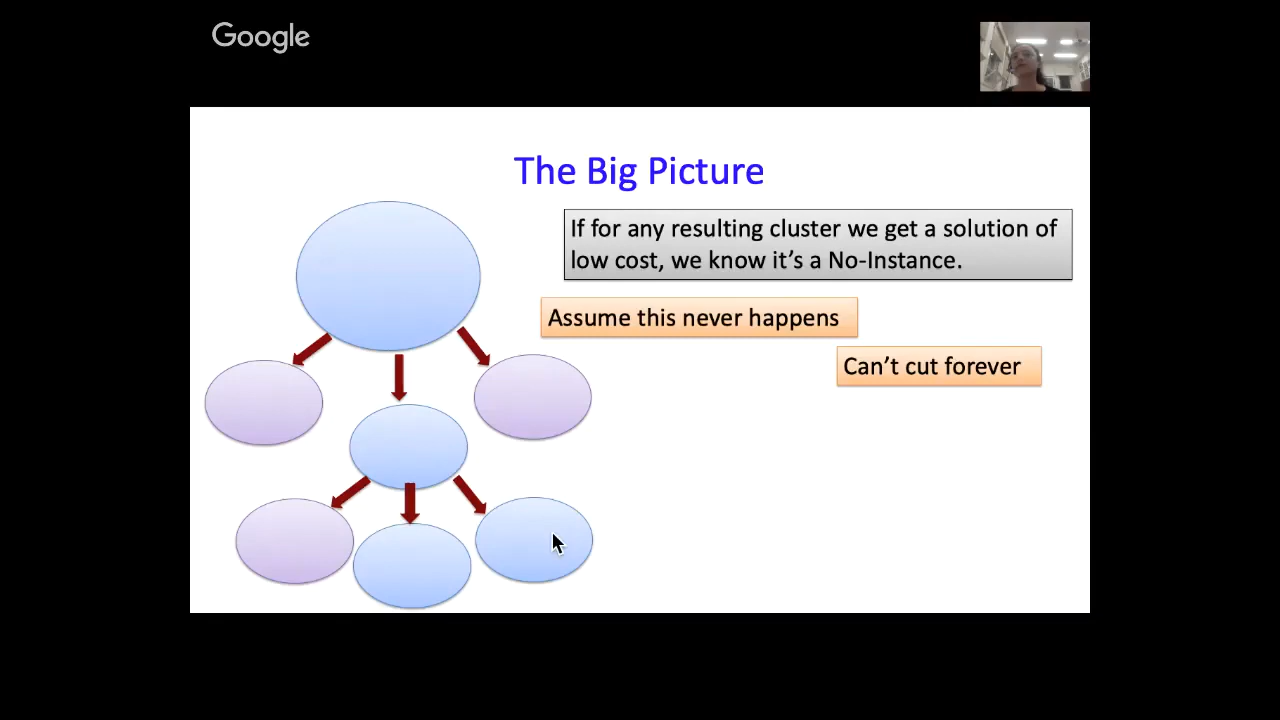 Google
The Big Picture
If for any resulting cluster we get a solution of
low cost, we know it’s a No-Instance.
Assume this never happens
Can’t cut forever